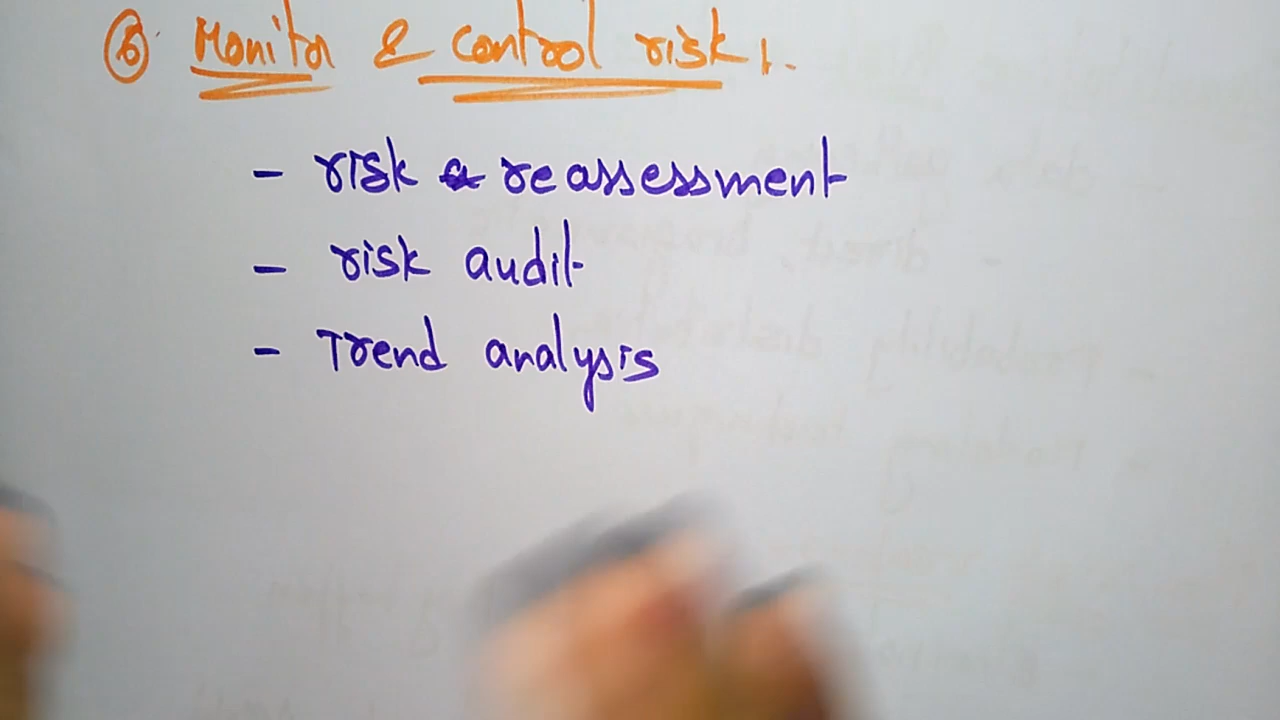 ⑥ Monitor & control risk,.
- risk reassessment
- risk audit
- Trend analysis